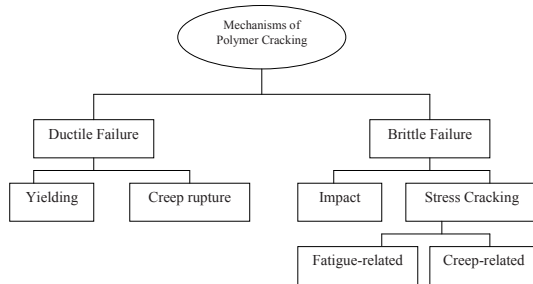 Mechanisms of
Polymer Cracking
Ductile Failure
Brittle Failure
Yielding
Creep rupture
Impact
Stress Cracking
Fatigue-related
Creep-related